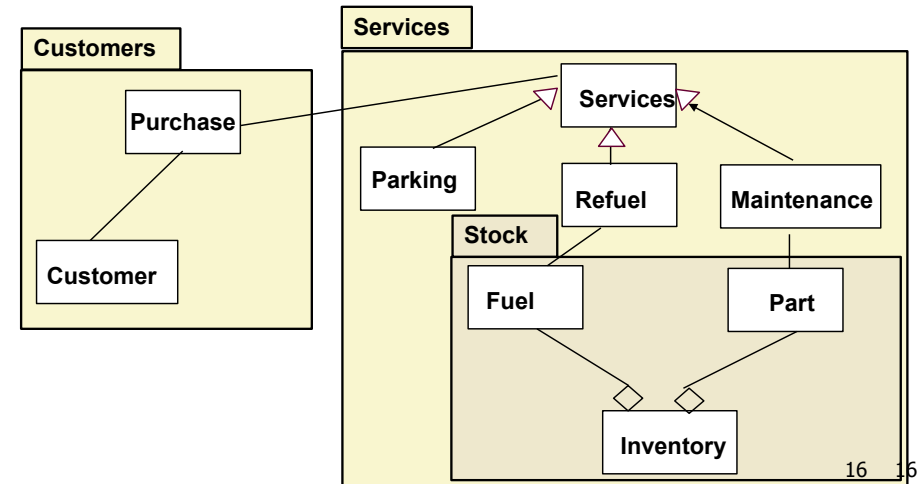 Customers
Services
Purchase
Services
Parking
Refuel
Maintenance
Stock
Customer
Fuel
Part
Inventory
16 16